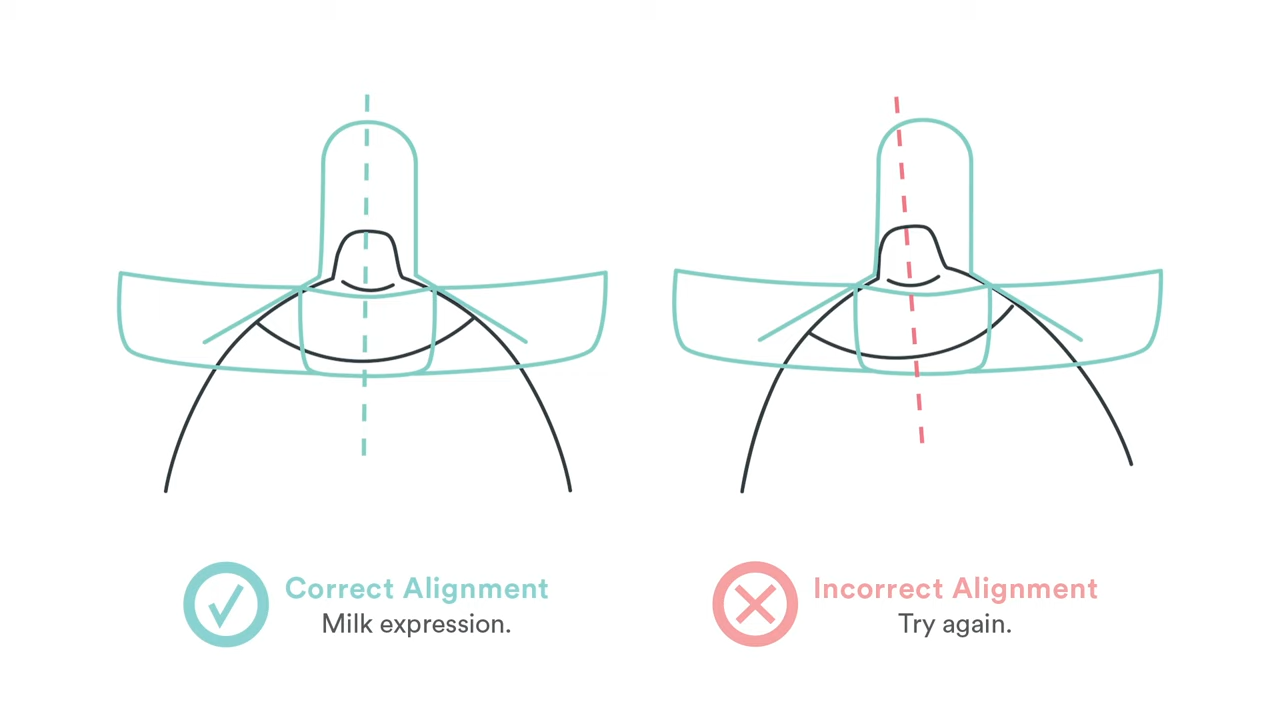 Correct Alignment
Milk expression.
Incorrect Alignment
Try again.